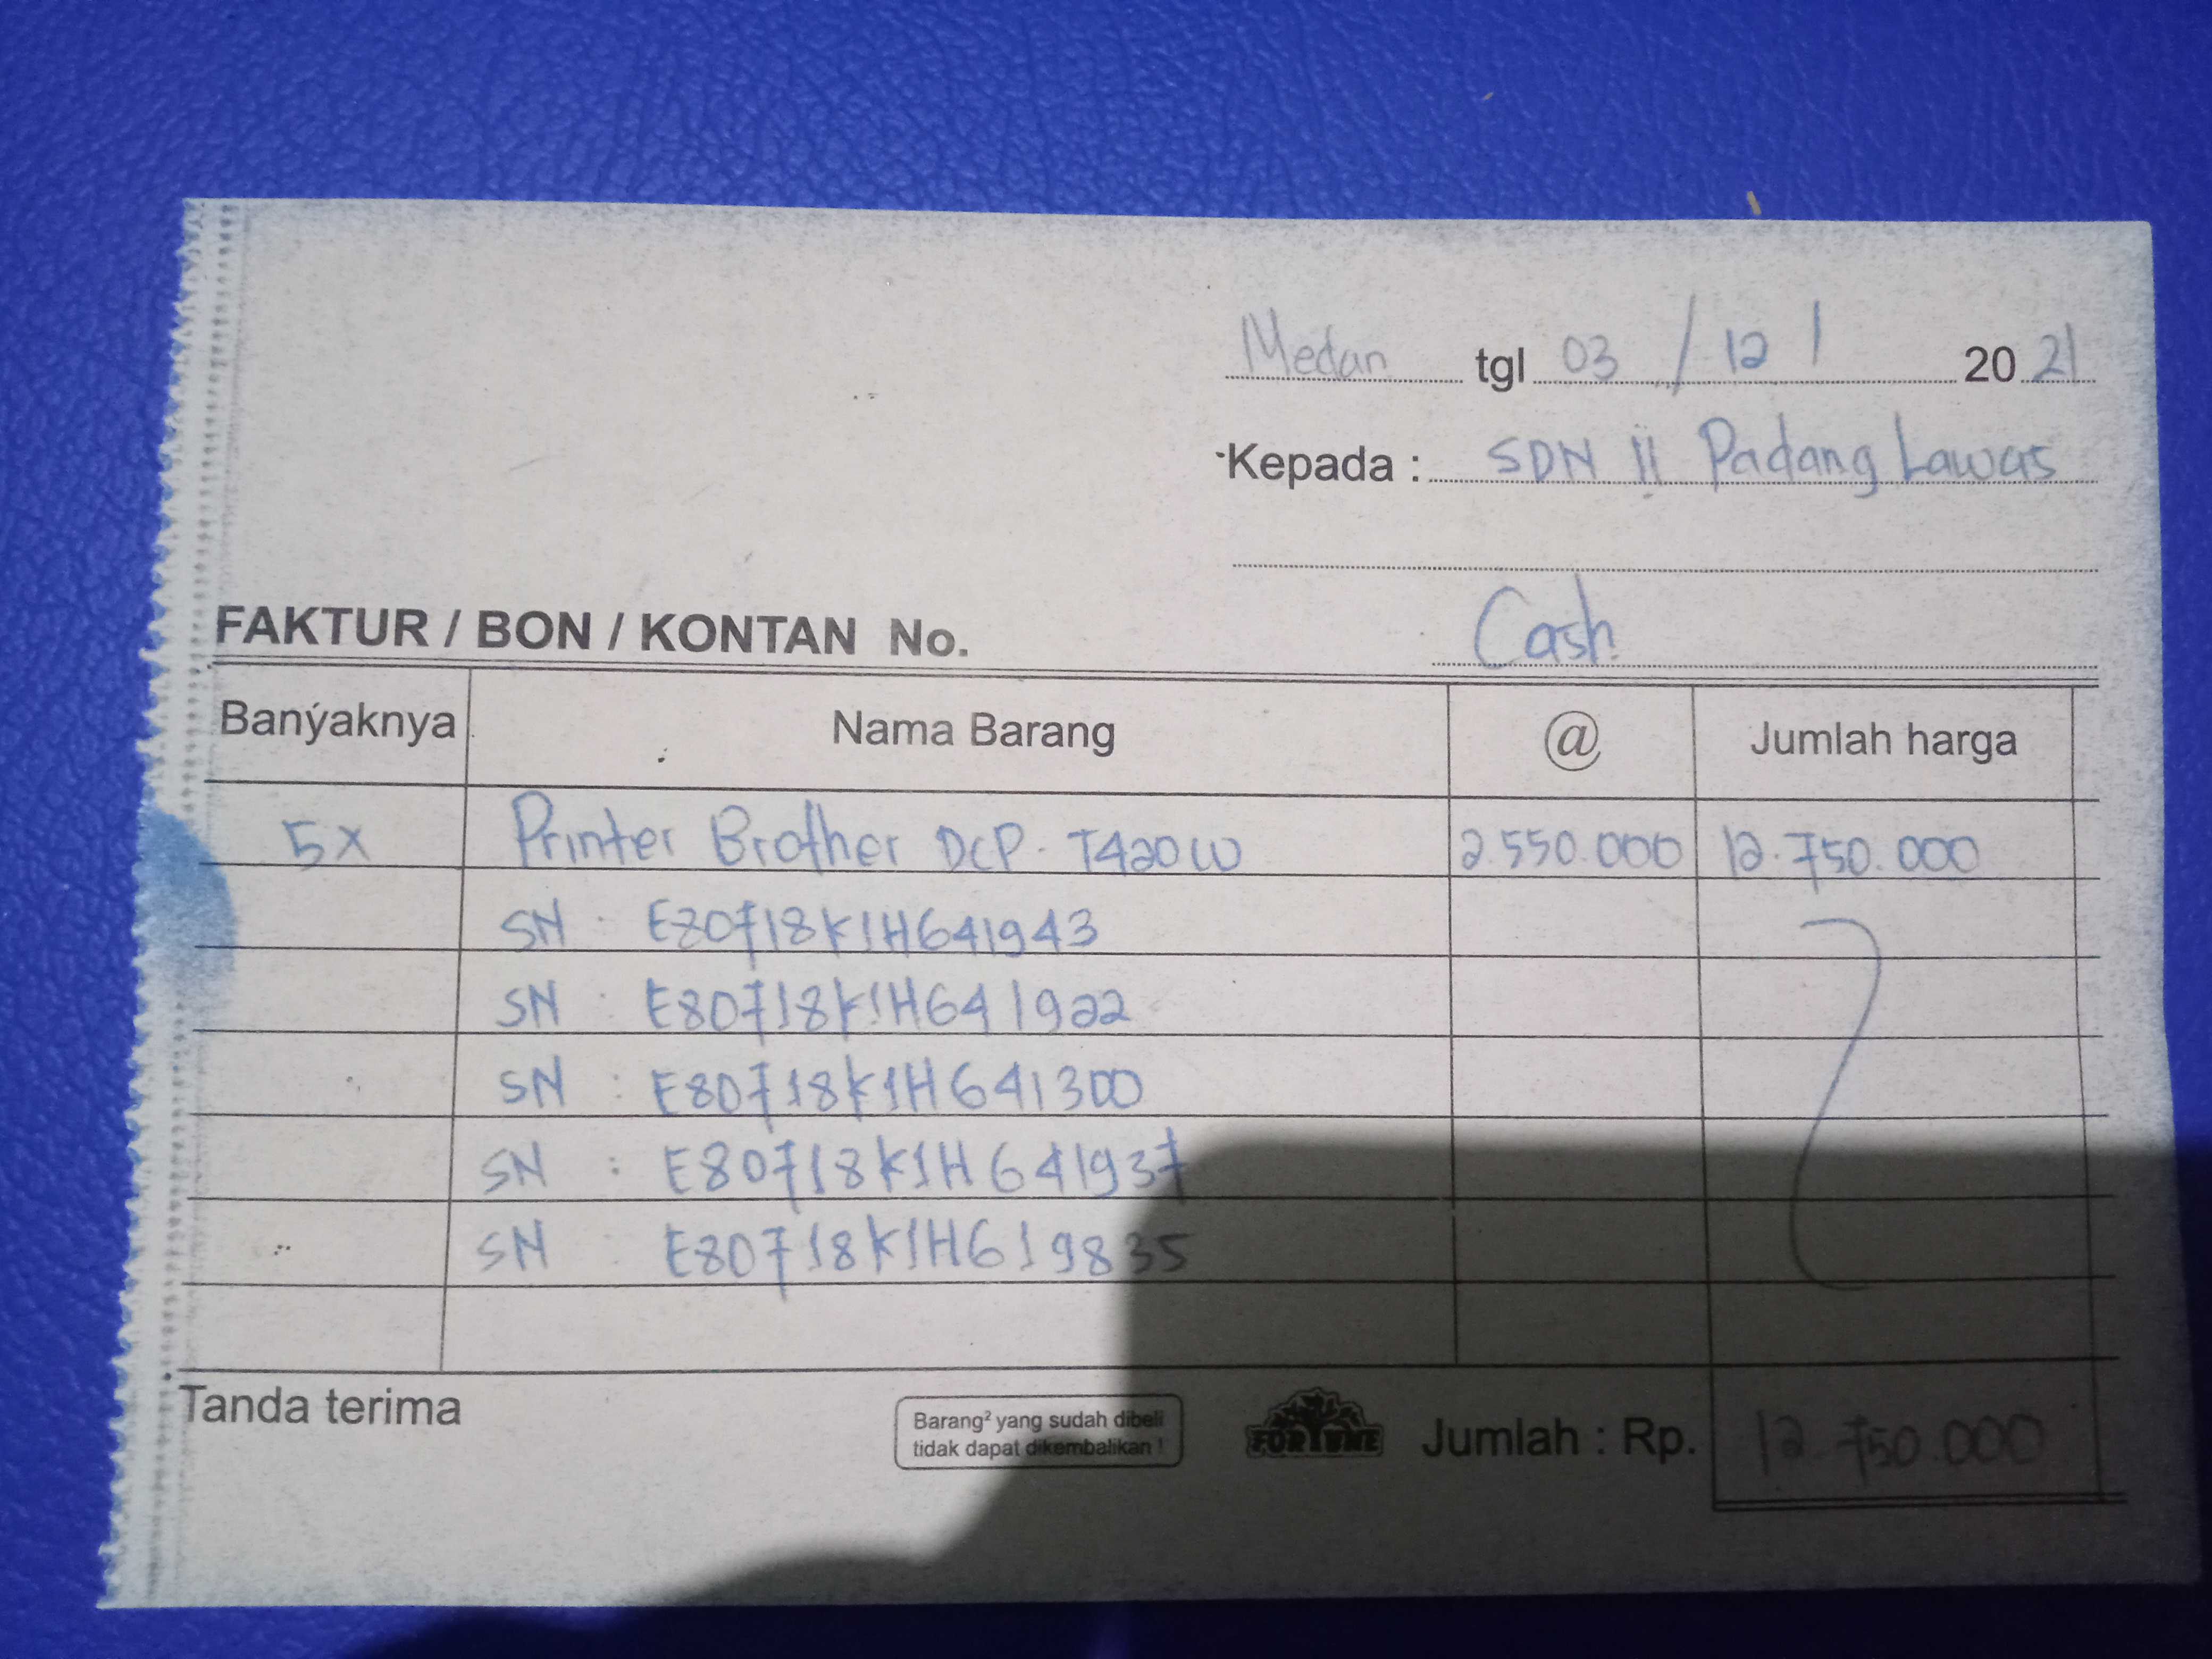 Medan tgl 03 / 12 / 20 21
Kepada : SDN II Padang Lawas
Cash
FAKTUR / BON / KONTAN No.
Banyaknya Nama Barang @ Jumlah harga
5x Printer Brother DCP-T420W 2.550.000 12.750.000
SN : E80718K1H641943
SN : E80718K1H641922
SN : E80718K1H641300
SN : E80718K1H641937
SN : E80718K1H619835
Tanda terima
Barang² yang sudah dibeli
tidak dapat dikembalikan !
FORTUNE
Jumlah : Rp. 12.750.000